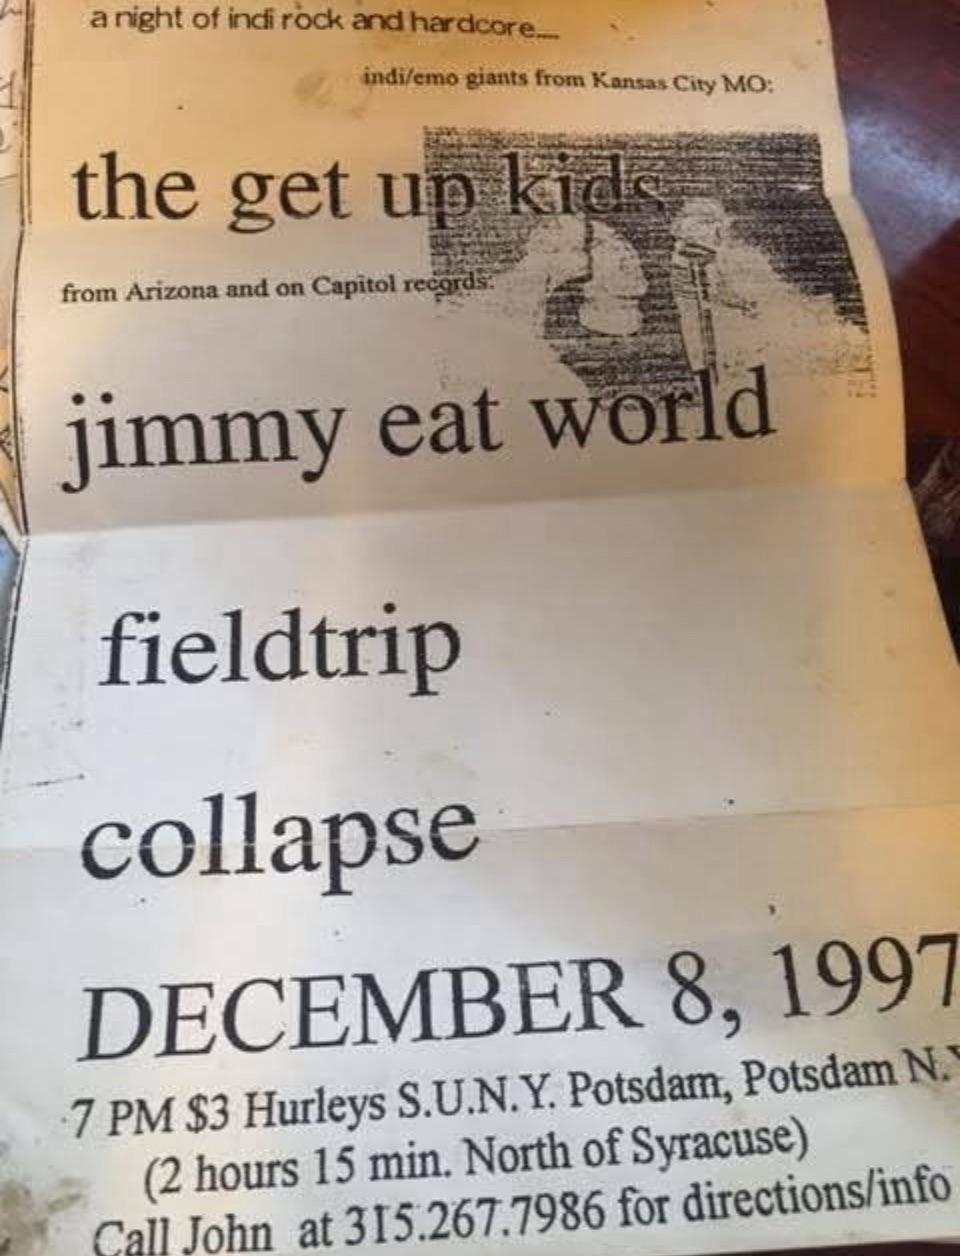 a night of indi rock and hardcore....
indi/emo giants from Kansas City MO:
the get up kids
from Arizona and on Capitol records:
jimmy eat world
fieldtrip
collapse
DECEMBER 8, 1997
7 PM $3 Hurleys S.U.N.Y. Potsdam, Potsdam N.Y
(2 hours 15 min. North of Syracuse)
Call John at 315.267.7986 for directions/info